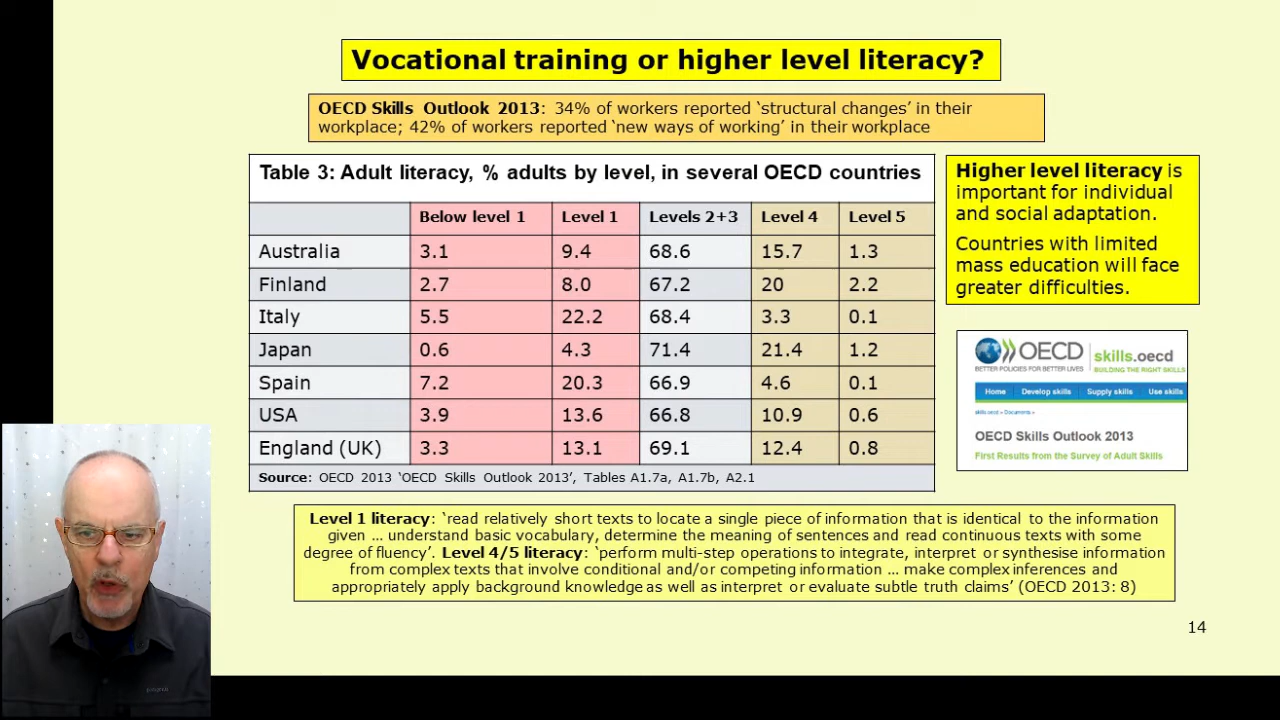 Vocational training or higher level literacy?
OECD Skills Outlook 2013: 34% of workers reported ‘structural changes’ in their
workplace; 42% of workers reported ‘new ways of working’ in their workplace
Table 3: Adult literacy, % adults by level, in several OECD countries
Below level 1 Level 1 Levels 2+3 Level 4 Level 5
Australia 3.1 9.4 68.6 15.7 1.3
Finland 2.7 8.0 67.2 20 2.2
Italy 5.5 22.2 68.4 3.3 0.1
Japan 0.6 4.3 71.4 21.4 1.2
Spain 7.2 20.3 66.9 4.6 0.1
USA 3.9 13.6 66.8 10.9 0.6
England (UK) 3.3 13.1 69.1 12.4 0.8
Source: OECD 2013 ‘OECD Skills Outlook 2013’, Tables A1.7a, A1.7b, A2.1
Higher level literacy is
important for individual
and social adaptation.
Countries with limited
mass education will face
greater difficulties.
OECD
BETTER POLICIES FOR BETTER LIVES
skills.oecd
BUILDING THE RIGHT SKILLS
Home Develop skills Supply skills Use skills
skills.oecd » Documents »
OECD Skills Outlook 2013
First Results from the Survey of Adult Skills
Level 1 literacy: ‘read relatively short texts to locate a single piece of information that is identical to the information
given … understand basic vocabulary, determine the meaning of sentences and read continuous texts with some
degree of fluency’. Level 4/5 literacy: ‘perform multi-step operations to integrate, interpret or synthesise information
from complex texts that involve conditional and/or competing information … make complex inferences and
appropriately apply background knowledge as well as interpret or evaluate subtle truth claims’ (OECD 2013: 8)
14